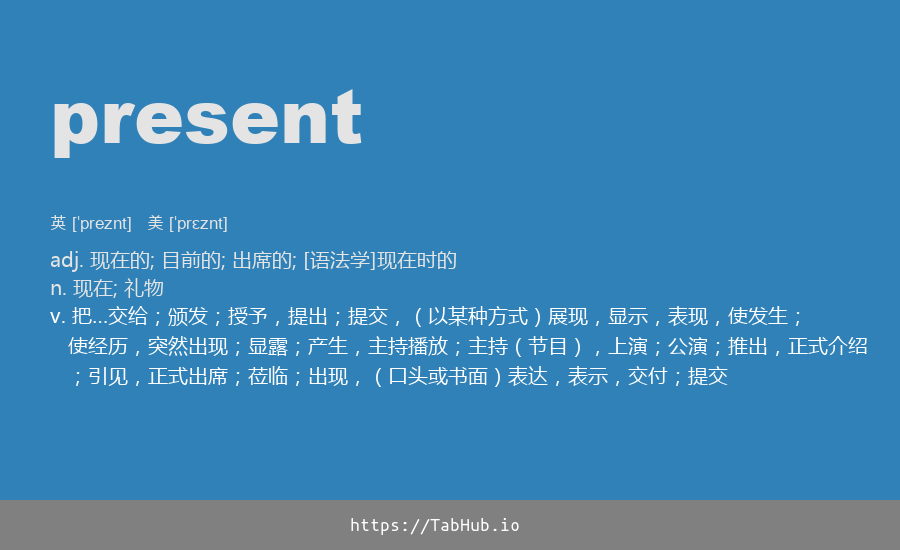 present
英 ['preznt] 美 ['prɛznt]
adj. 现在的; 目前的; 出席的; [语法学]现在时的
n. 现在; 礼物
v. 把…交给；颁发；授予，提出；提交，（以某种方式）展现，显示，表现，使发生；
使经历，突然出现；显露；产生，主持播放；主持（节目），上演；公演；推出，正式介绍
；引见，正式出席；莅临；出现，（口头或书面）表达，表示，交付；提交
https://TabHub.io